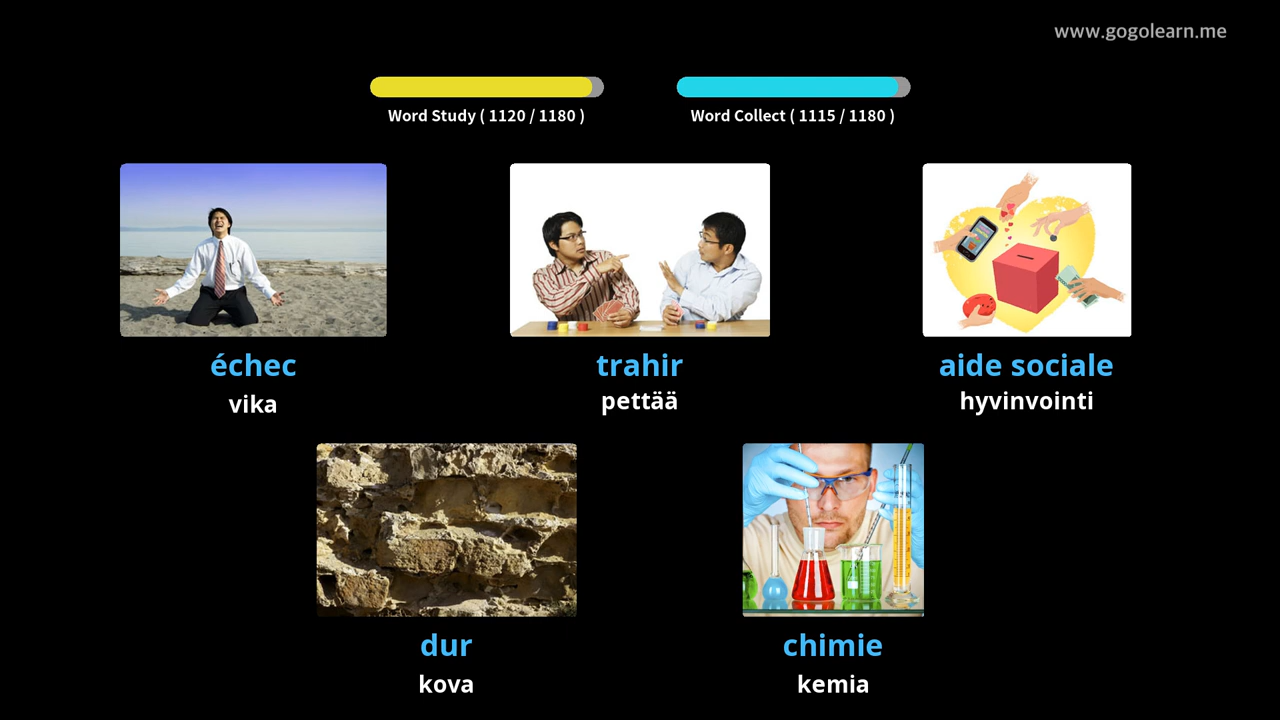 www.gogolearn.me
Word Study ( 1120 / 1180 )
Word Collect ( 1115 / 1180 )
échec
trahir
aide sociale
vika
pettää
hyvinvointi
dur
chimie
kova
kemia